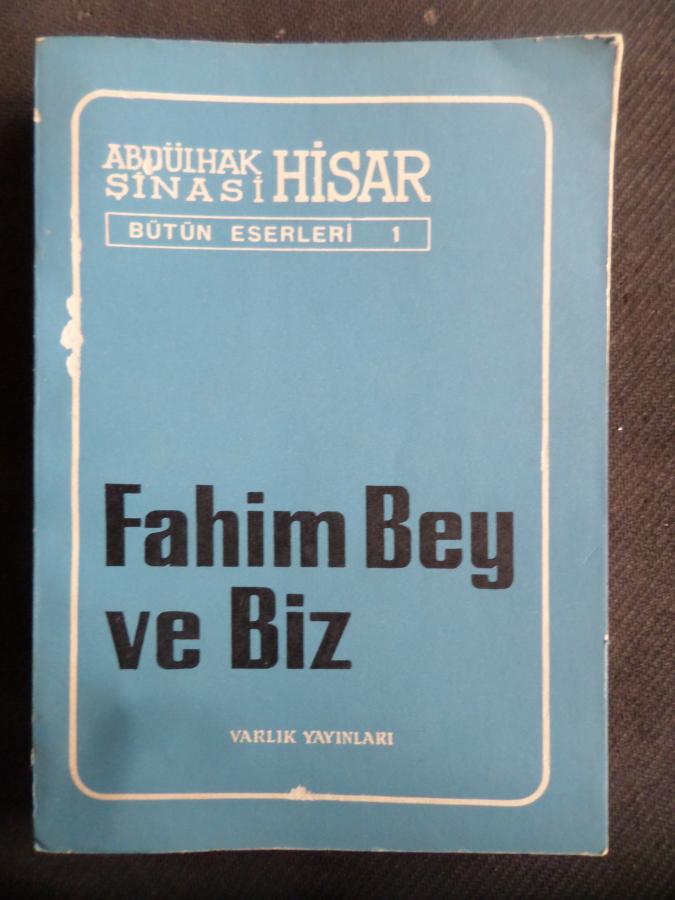 ABDÜLHAK
ŞİNASİ HİSAR
BÜTÜN ESERLERİ 1
Fahim Bey
ve Biz
VARLIK YAYINLARI